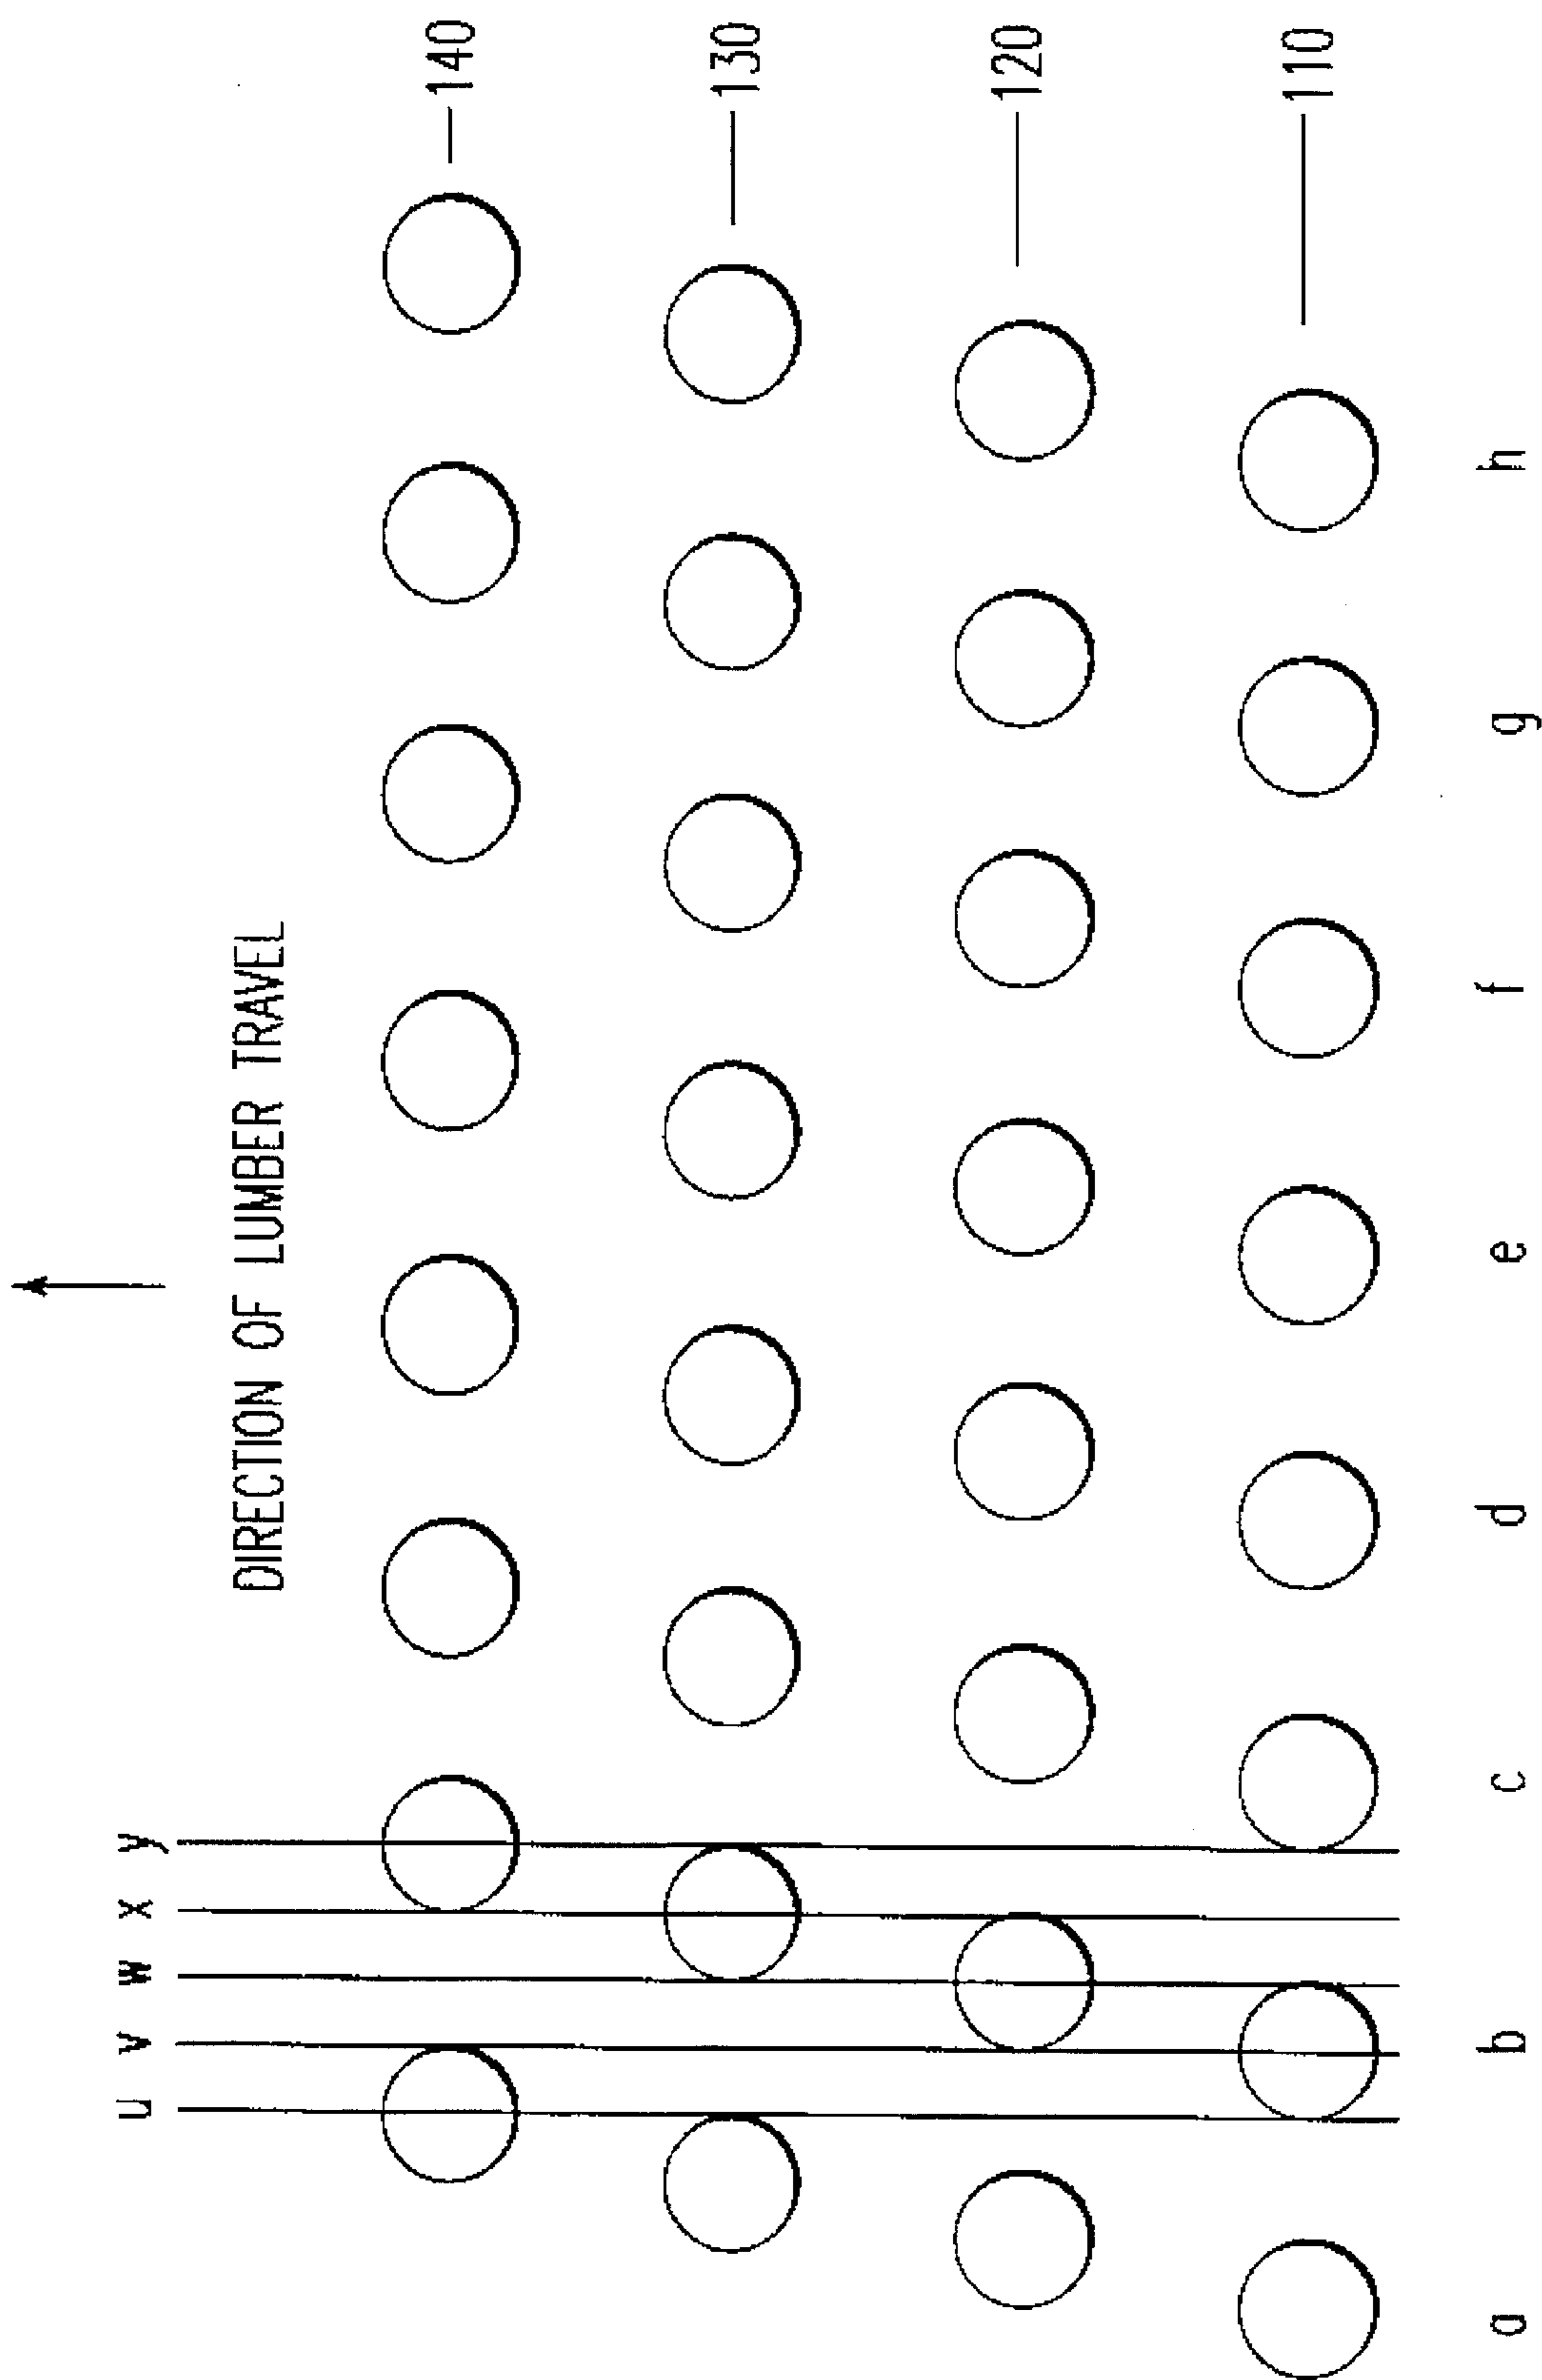 u v w x y
DIRECTION OF LUMBER TRAVEL
140
130
120
110
a b c d e f g h